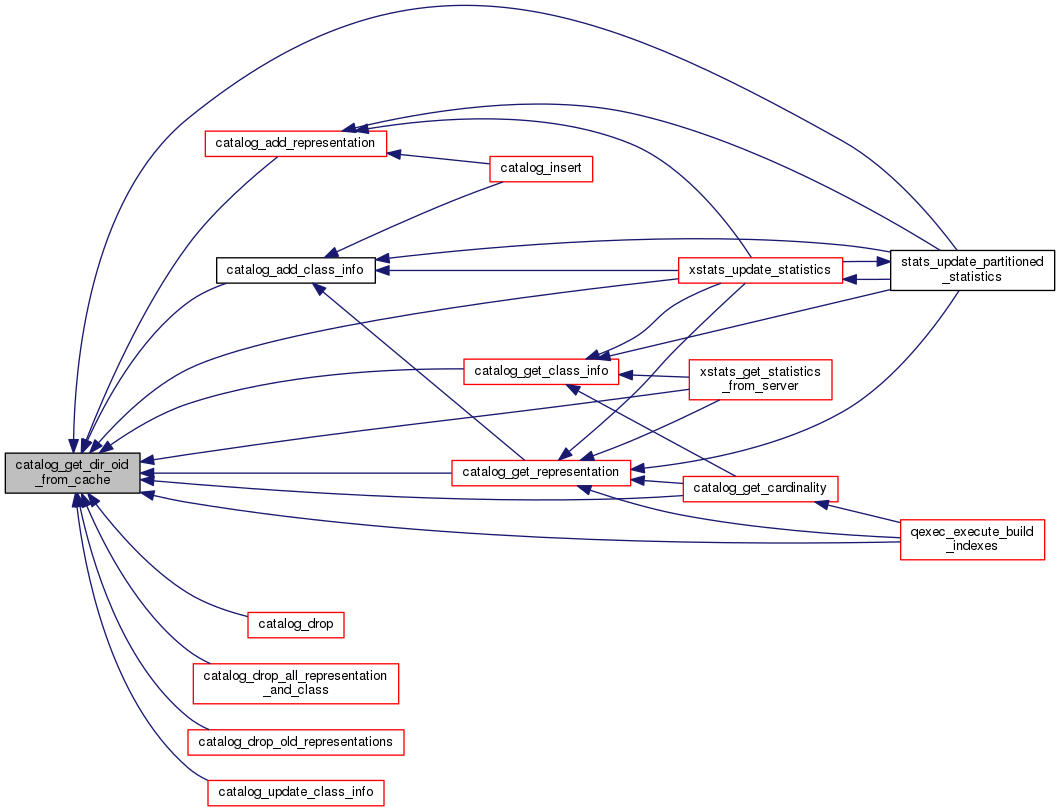 catalog_add_representation
catalog_insert
catalog_add_class_info
xstats_update_statistics
stats_update_partitioned
_statistics
catalog_get_class_info
xstats_get_statistics
_from_server
catalog_get_dir_oid
_from_cache
catalog_get_representation
catalog_get_cardinality
qexec_execute_build
_indexes
catalog_drop
catalog_drop_all_representation
_and_class
catalog_drop_old_representations
catalog_update_class_info